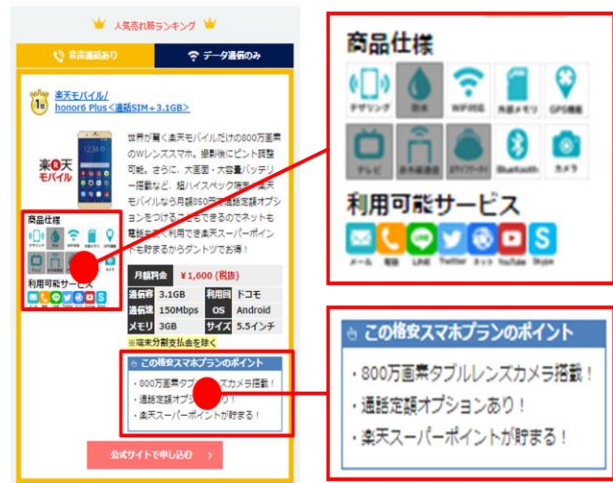 人気売れ筋ランキング
音声通話あり
データ通信のみ
1位
楽天モバイル/
honor6 Plus<通話SIM+3.1GB>
楽天
モバイル
世界が驚く楽天モバイルだけの800万画素
のWレンズスマホ。撮影後にピント調整
可能。さらに、大画面・大容量バッテリ
ー搭載など、超ハイスペック端末
楽天
モバイルなら月額850円で通話定額オプシ
ョンをつけることもできるのでネットも
電話も
く利用でき楽天スーパーポイン
トも貯まるからダントツでお得!
商品仕様
利用可能サービス
月額料金 ¥1,600 (税抜)
通信容 3.1GB 利用回 ドコモ
通信速 150Mbps OS Android
メモリ 3GB サイズ 5.5インチ
※端末分割支払金を除く
この格安スマホプランのポイント
・800万画素ダブルレンズカメラ搭載!
・通話定額オプションあり!
・楽天スーパーポイントが貯まる!
公式サイトで申し込む >
商品仕様
テザリング 防水 WiFi対応 外部メモリ GPS機能
テレビ 赤外線通信 おサイフケータイ Bluetooth カメラ
利用可能サービス
メール 電話 LINE Twitter ネット YouTube Skype
この格安スマホプランのポイント
・800万画素ダブルレンズカメラ搭載!
・通話定額オプションあり!
・楽天スーパーポイントが貯まる!